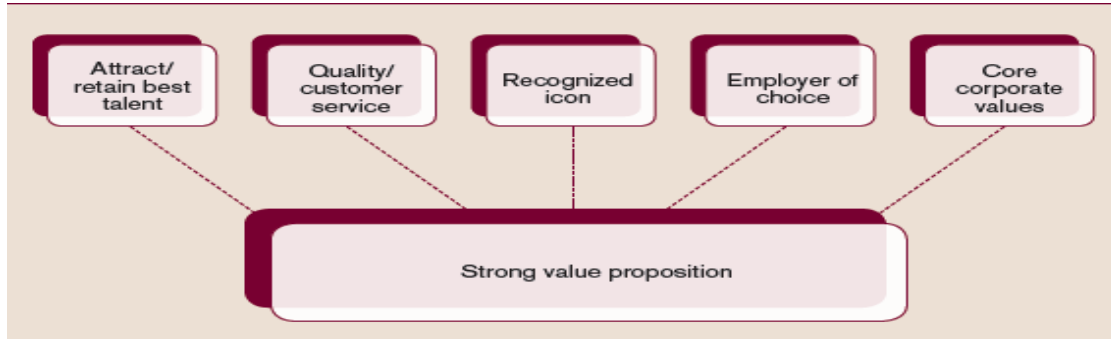 Attract/
retain best
talent
Quality/
customer
service
Recognized
icon
Employer of
choice
Core
corporate
values
Strong value proposition